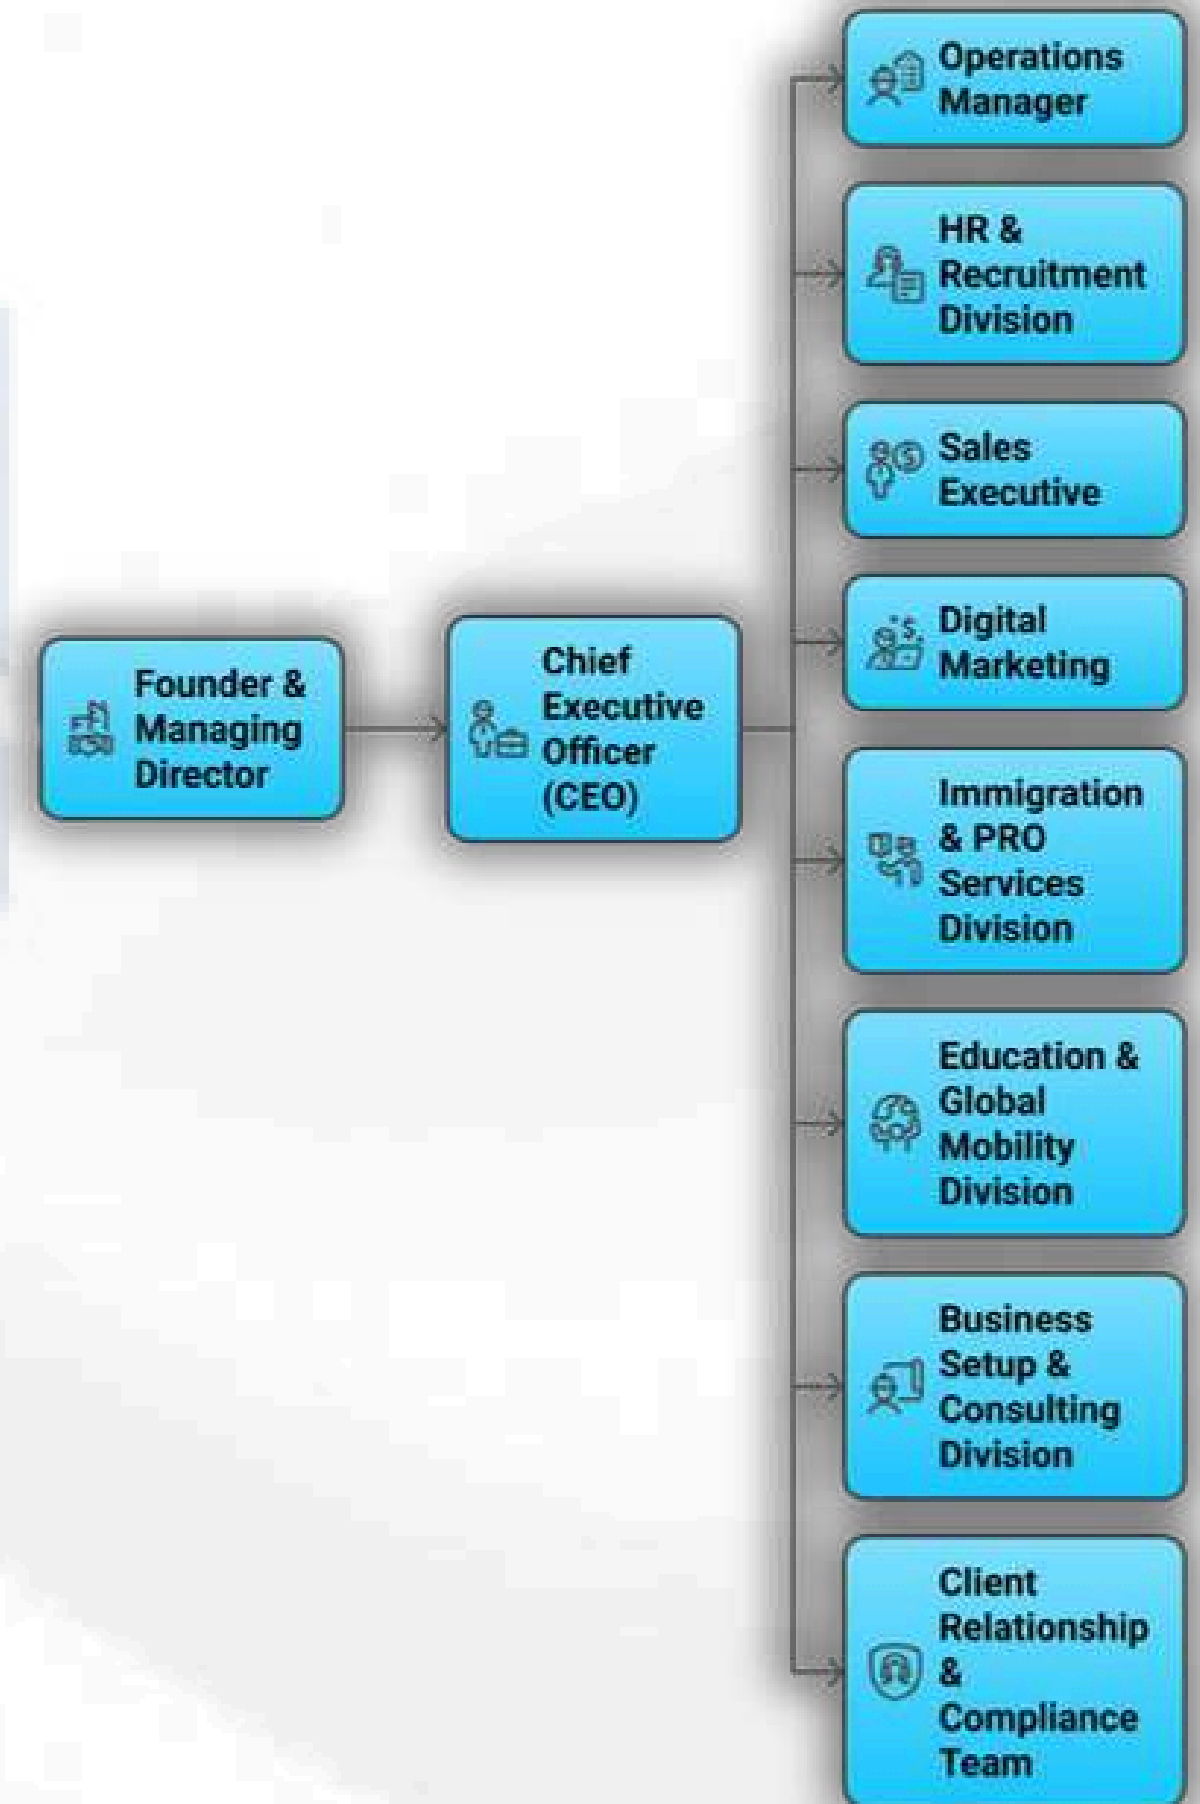 Operations
Manager
HR &
Recruitment
Division
Sales
Executive
Digital
Marketing
Founder &
Managing
Director
Chief
Executive
Officer
(CEO)
Immigration
& PRO
Services
Division
Education &
Global
Mobility
Division
Business
Setup &
Consulting
Division
Client
Relationship
&
Compliance
Team